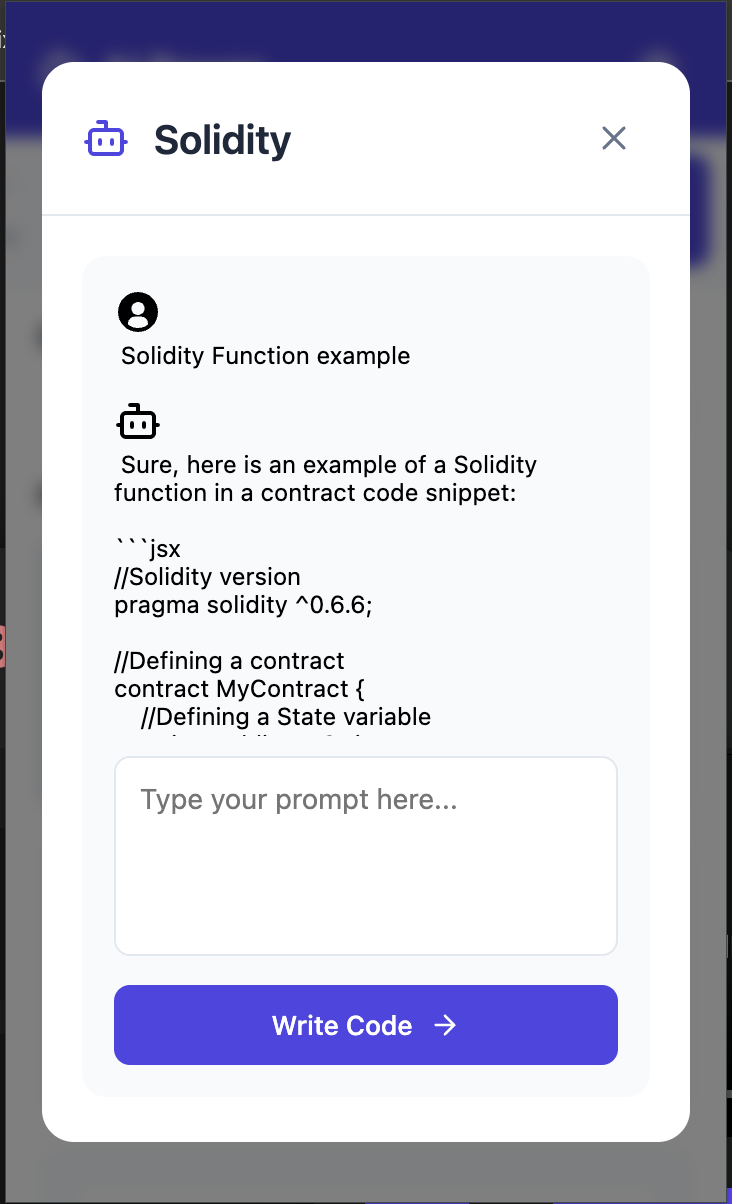 Solidity
Solidity Function example
Sure, here is an example of a Solidity
function in a contract code snippet:
```jsx
//Solidity version
pragma solidity ^0.6.6;
//Defining a contract
contract MyContract {
//Defining a State variable
Type your prompt here...
Write Code